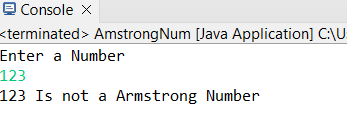 Console
<terminated> AmstrongNum [Java Application] C:\U
Enter a Number
123
123 Is not a Armstrong Number